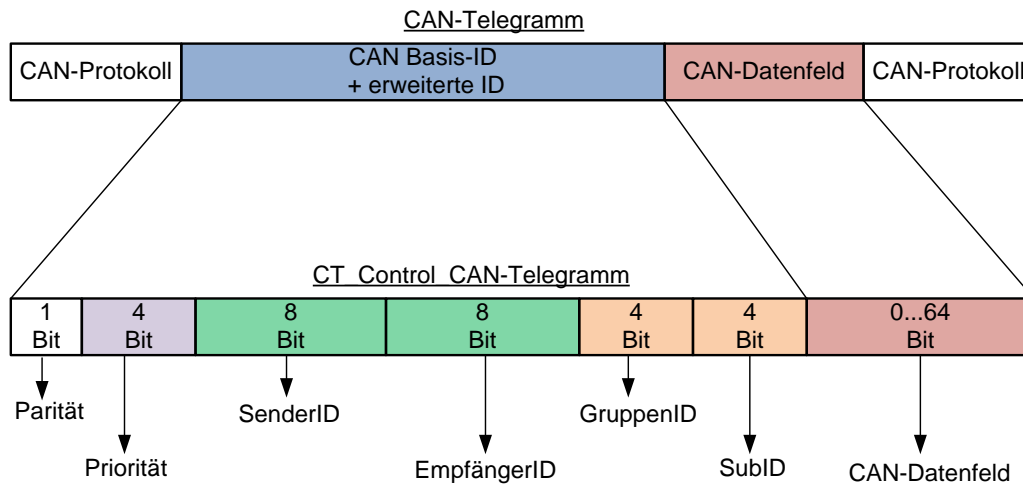 CAN-Telegramm
CAN-Protokoll
CAN Basis-ID
+ erweiterte ID
CAN-Datenfeld
CAN-Protokoll
CT_Control_CAN-Telegramm
1
Bit
4
Bit
8
Bit
8
Bit
4
Bit
4
Bit
0...64
Bit
Parität
SenderID
GruppenID
Priorität
EmpfängerID
SubID
CAN-Datenfeld